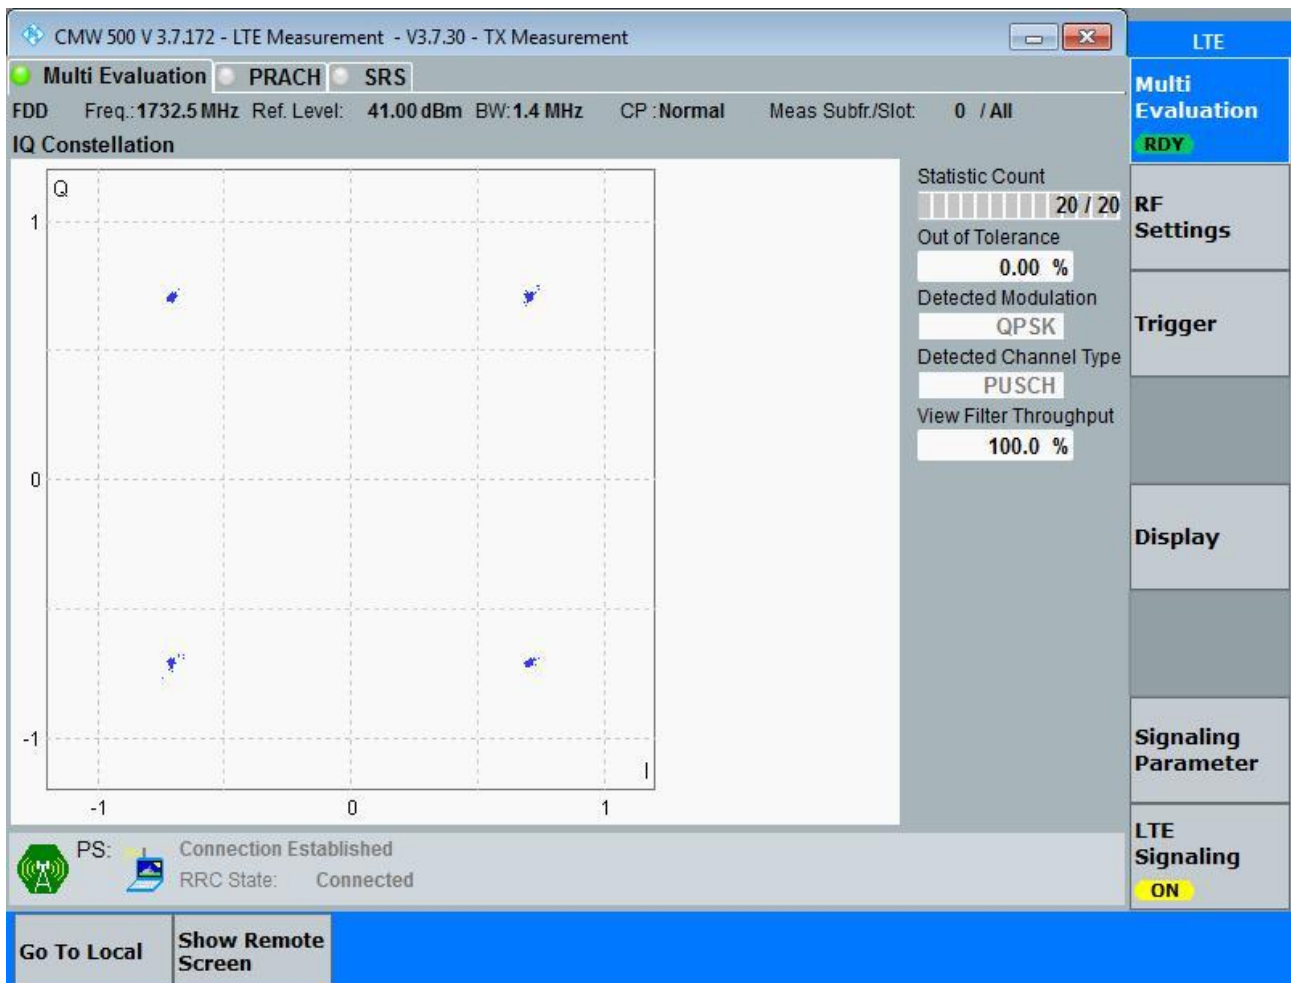 CMW 500 V 3.7.172 - LTE Measurement - V3.7.30 - TX Measurement
LTE
Multi Evaluation PRACH SRS
FDD Freq.:1732.5 MHz Ref. Level: 41.00 dBm BW:1.4 MHz CP :Normal Meas Subfr./Slot: 0 / All
IQ Constellation
Q
1
0
-1
I
-1 0 1
Statistic Count
20 / 20
Out of Tolerance
0.00 %
Detected Modulation
QPSK
Detected Channel Type
PUSCH
View Filter Throughput
100.0 %
Multi
Evaluation
RDY
RF
Settings
Trigger
Display
Signaling
Parameter
LTE
Signaling
ON
PS: Connection Established
RRC State: Connected
Go To Local
Show Remote
Screen